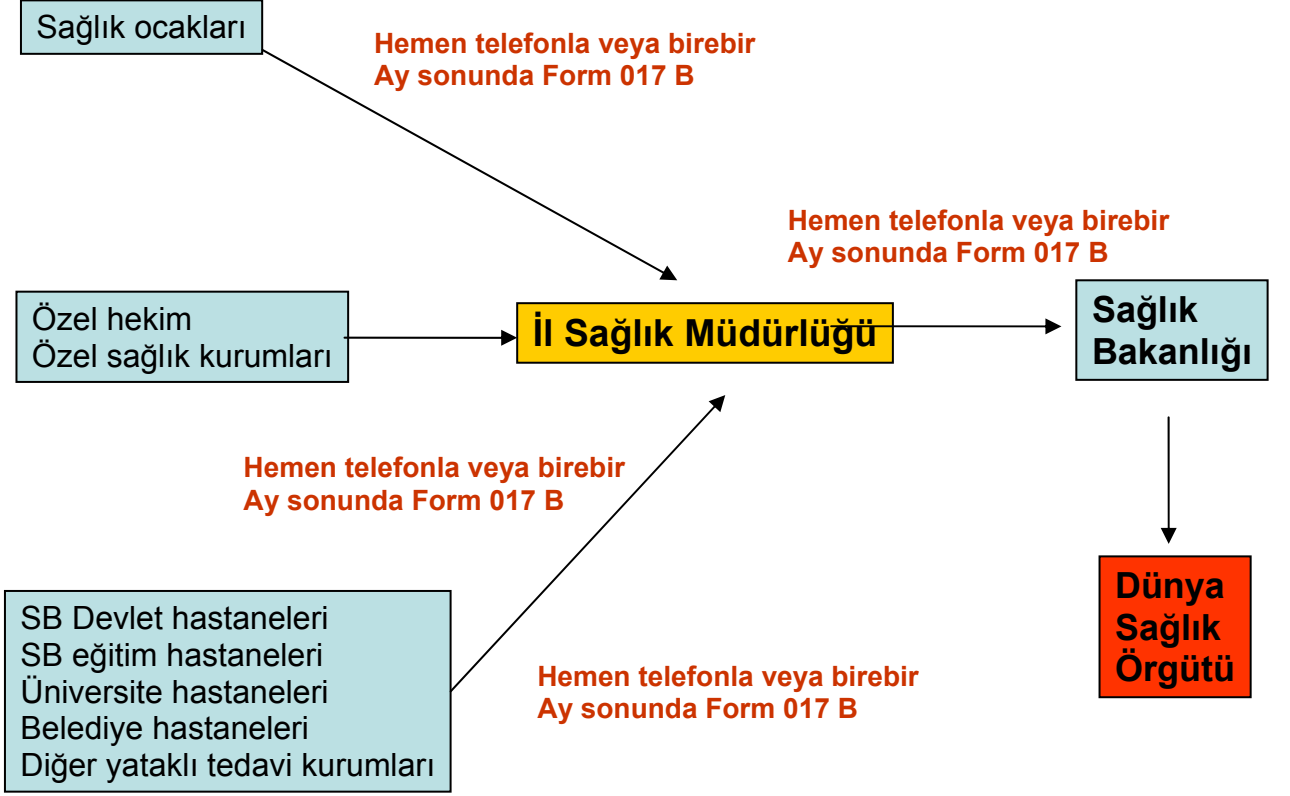 Sağlık ocakları
Hemen telefonla veya birebir
Ay sonunda Form 017 B
Hemen telefonla veya birebir
Ay sonunda Form 017 B
Özel hekim
Özel sağlık kurumları
İl Sağlık Müdürlüğü
Sağlık
Bakanlığı
Hemen telefonla veya birebir
Ay sonunda Form 017 B
Dünya
Sağlık
Örgütü
SB Devlet hastaneleri
SB eğitim hastaneleri
Üniversite hastaneleri
Belediye hastaneleri
Diğer yataklı tedavi kurumları
Hemen telefonla veya birebir
Ay sonunda Form 017 B